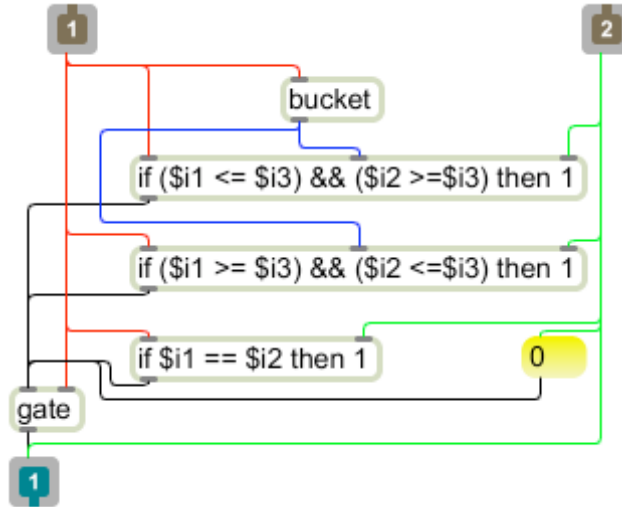 1
2
bucket
if ($i1 <= $i3) && ($i2 >=$i3) then 1
if ($i1 >= $i3) && ($i2 <=$i3) then 1
if $i1 == $i2 then 1
0
gate
1